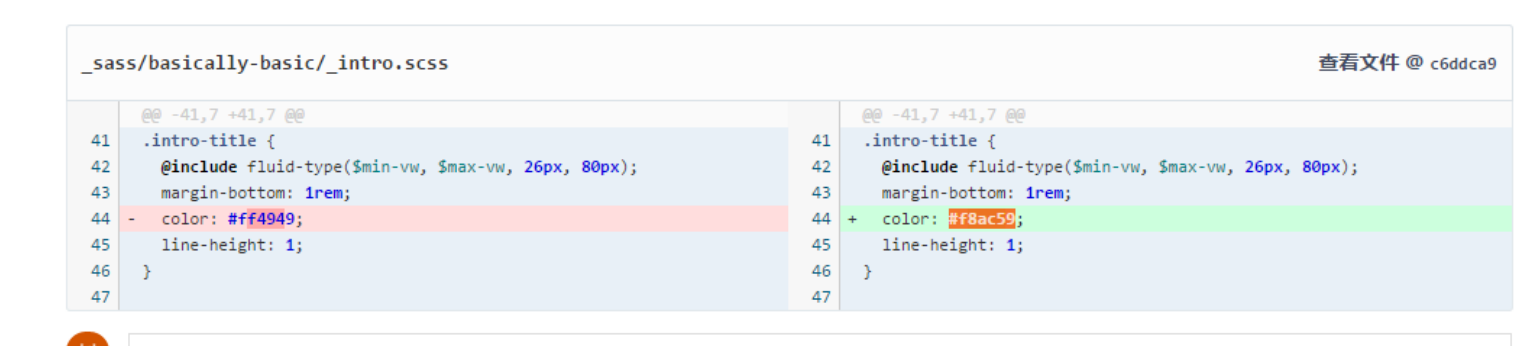 _sass/basically-basic/_intro.scss 查看文件 @ c6ddca9
@@ -41,7 +41,7 @@ @@ -41,7 +41,7 @@
41 .intro-title { 41 .intro-title {
42 @include fluid-type($min-vw, $max-vw, 26px, 80px); 42 @include fluid-type($min-vw, $max-vw, 26px, 80px);
43 margin-bottom: 1rem; 43 margin-bottom: 1rem;
44 - color: #ff4949; 44 + color: #f8ac59;
45 line-height: 1; 45 line-height: 1;
46 } 46 }
47 47